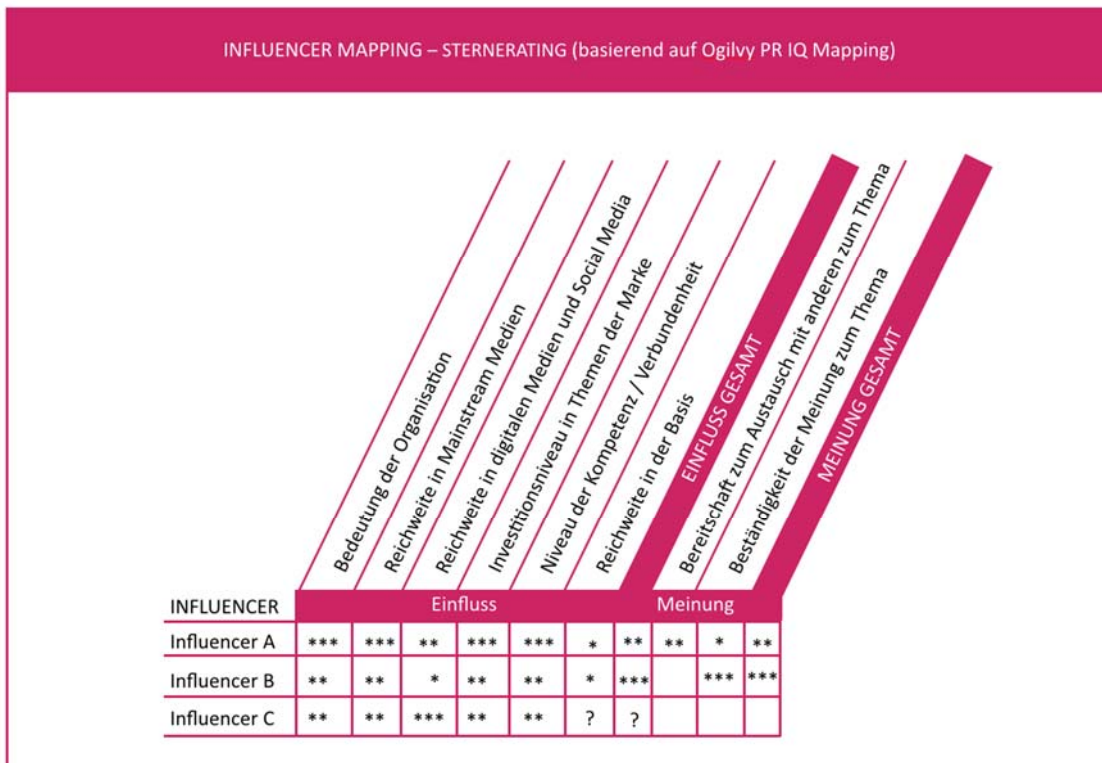 INFLUENCER MAPPING – STERNERATING (basierend auf Ogilvy PR IQ Mapping)
Bedeutung der Organisation
Reichweite in Mainstream Medien
Reichweite in digitalen Medien und Social Media
Investitionsniveau in Themen der Marke
Niveau der Kompetenz / Verbundenheit
Reichweite in der Basis
EINFLUSS GESAMT
Bereitschaft zum Austausch mit anderen zum Thema
Beständigkeit der Meinung zum Thema
MEINUNG GESAMT
INFLUENCER Einfluss Meinung
Influencer A *** *** ** *** *** * ** ** * **
Influencer B ** ** * ** ** * *** *** ***
Influencer C ** ** *** ** ** ? ?